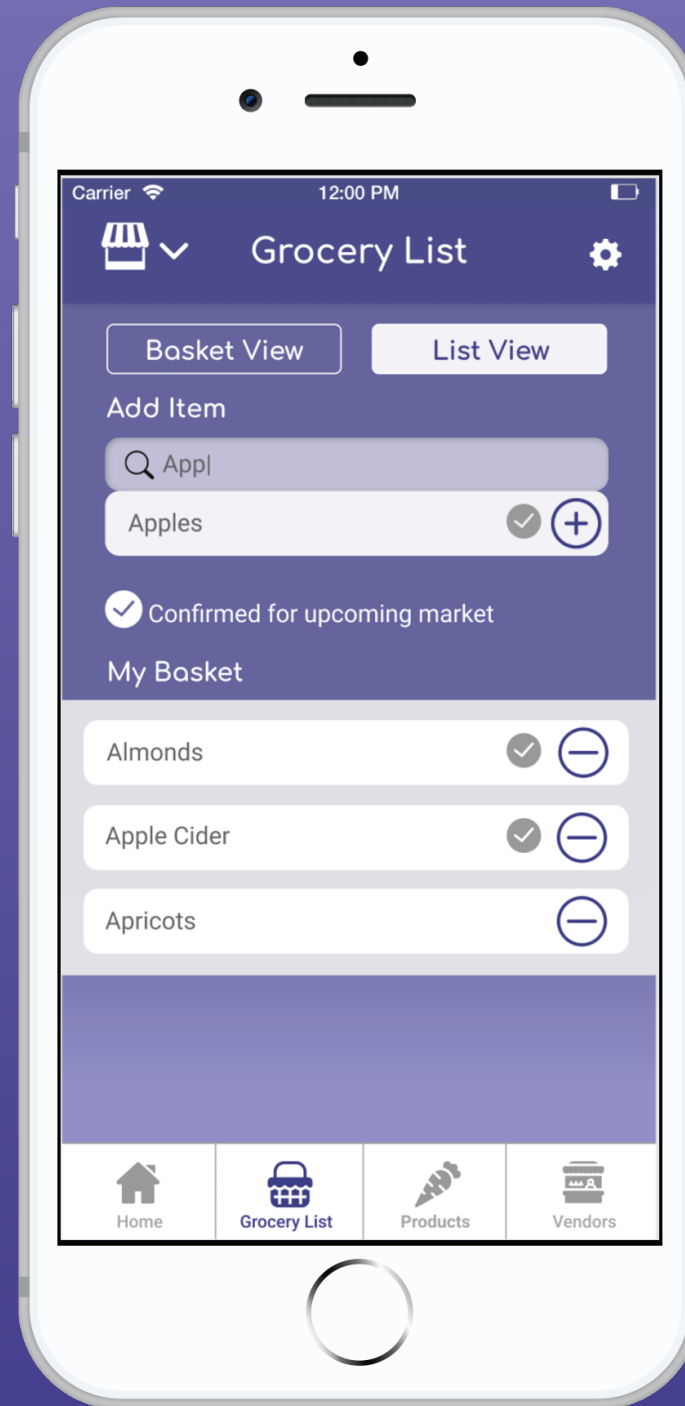 Carrier 12:00 PM
Grocery List
Basket View List View
Add Item
App
Apples
Confirmed for upcoming market
My Basket
Almonds
Apple Cider
Apricots
Home Grocery List Products Vendors